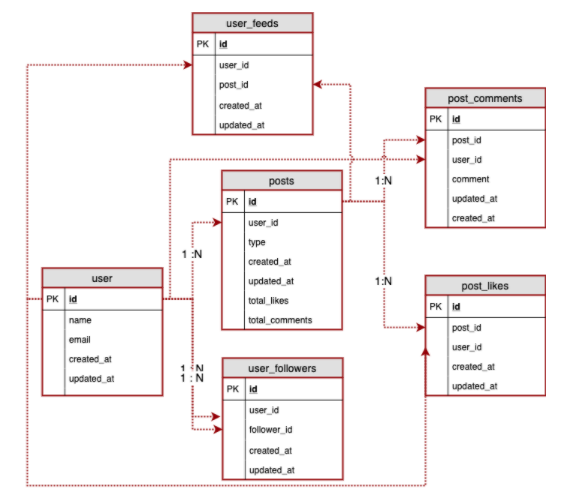 user_feeds
PK id
user_id
post_id
created_at
updated_at
post_comments
PK id
post_id
user_id
comment
updated_at
created_at
1:N
posts
PK id
user_id
type
created_at
updated_at
total_likes
total_comments
1 :N
user
PK id
name
email
created_at
updated_at
1:N
post_likes
PK id
post_id
user_id
created_at
updated_at
1 : N
1 : N
user_followers
PK id
user_id
follower_id
created_at
updated_at